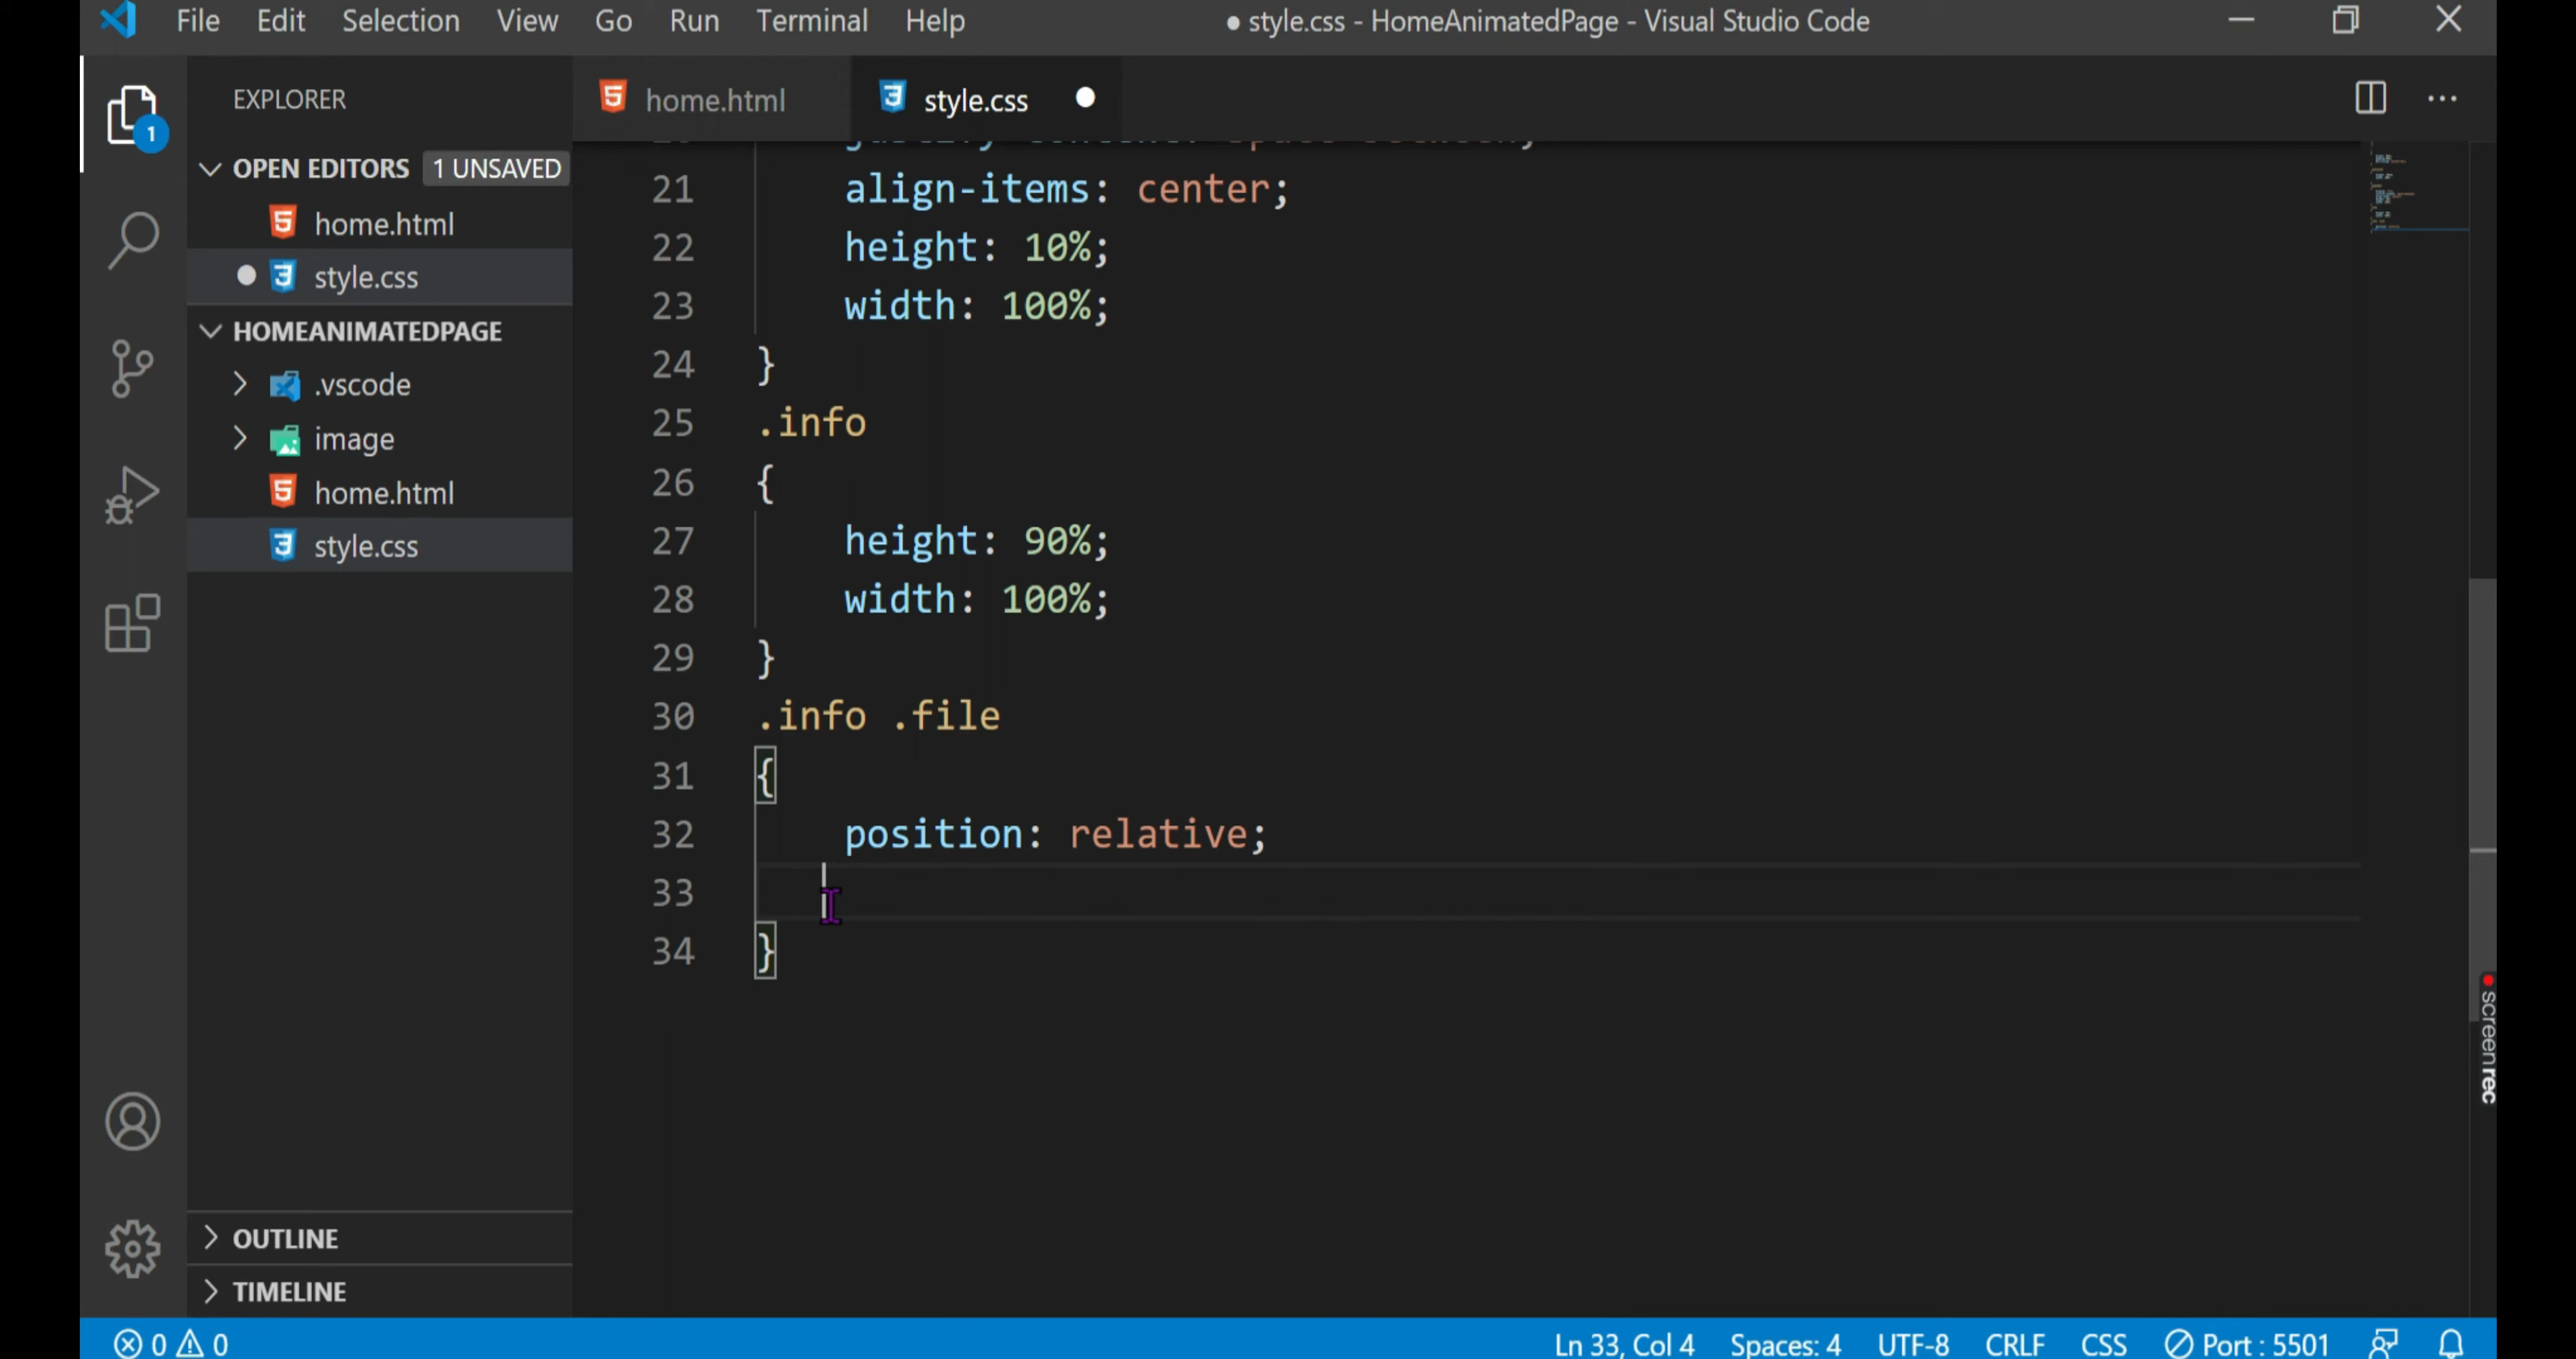 File Edit Selection View Go Run Terminal Help ● style.css - HomeAnimatedPage - Visual Studio Code
EXPLORER
home.html
style.css
1
OPEN EDITORS 1 UNSAVED
home.html
style.css
HOMEANIMATEDPAGE
.vscode
image
home.html
style.css
OUTLINE
TIMELINE
21 align-items: center;
22 height: 10%;
23 width: 100%;
24 }
25 .info
26 {
27 height: 90%;
28 width: 100%;
29 }
30 .info .file
31 {
32 position: relative;
33
34 }
screenrec
0 0 Ln 33, Col 4 Spaces: 4 UTF-8 CRLF CSS Port : 5501